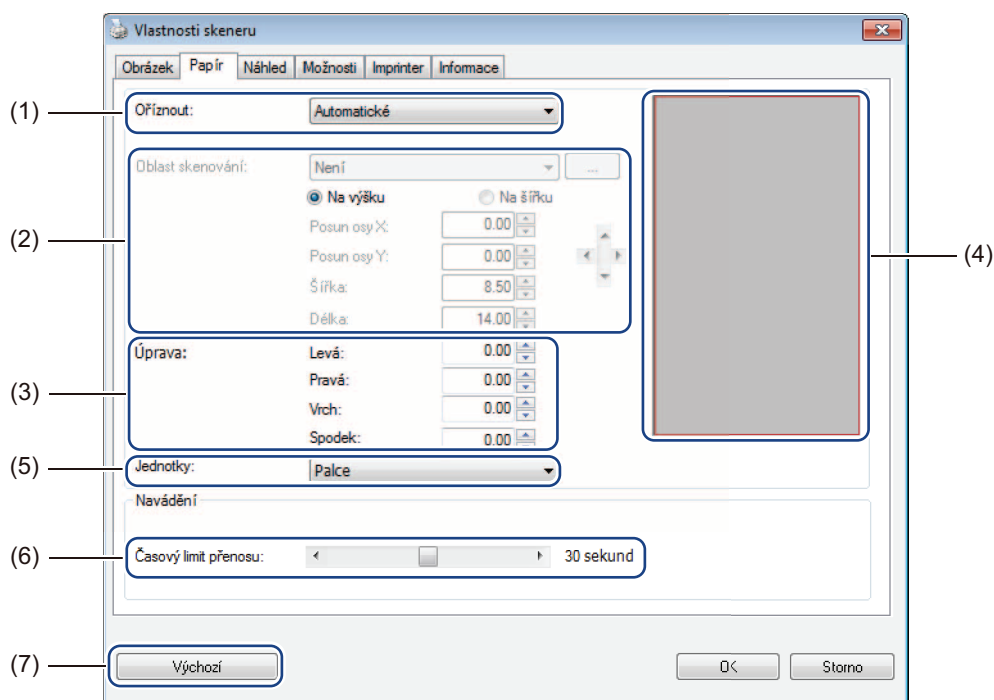 Vlastnosti skeneru
Obrázek Papír Náhled Možnosti Imprinter Informace
(1) Oříznout: Automatické
Oblast skenování: Není ...
Na výšku Na šířku
(2) Posun osy X: 0.00
Posun osy Y: 0.00 (4)
Šířka: 8.50
Délka: 14.00
Úprava: Levá: 0.00
Pravá: 0.00
(3) Vrch: 0.00
Spodek: 0.00
(5) Jednotky: Palce
Navádění
(6) Časový limit přenosu: 30 sekund
(7) Výchozí OK Storno